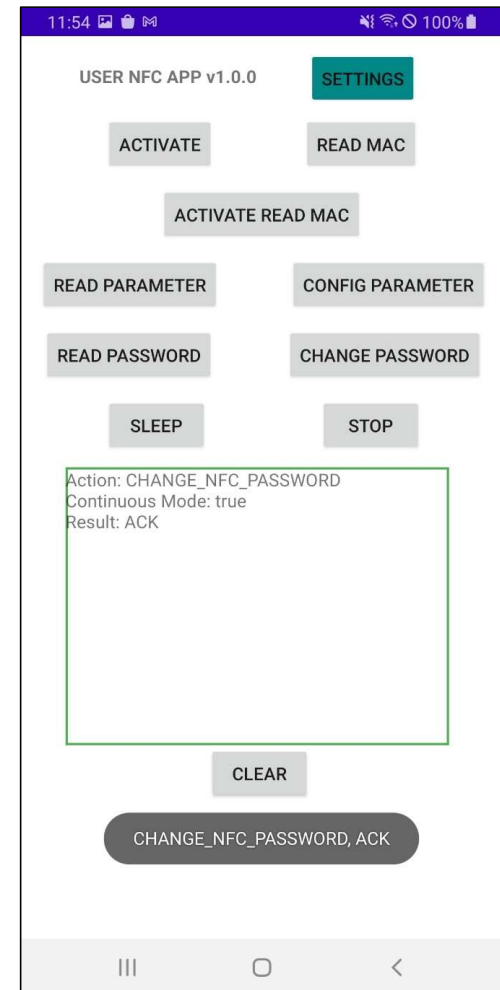 11:54 100%
USER NFC APP v1.0.0 SETTINGS
ACTIVATE READ MAC
ACTIVATE READ MAC
READ PARAMETER CONFIG PARAMETER
READ PASSWORD CHANGE PASSWORD
SLEEP STOP
Action: CHANGE_NFC_PASSWORD
Continuous Mode: true
Result: ACK
CLEAR
CHANGE_NFC_PASSWORD, ACK